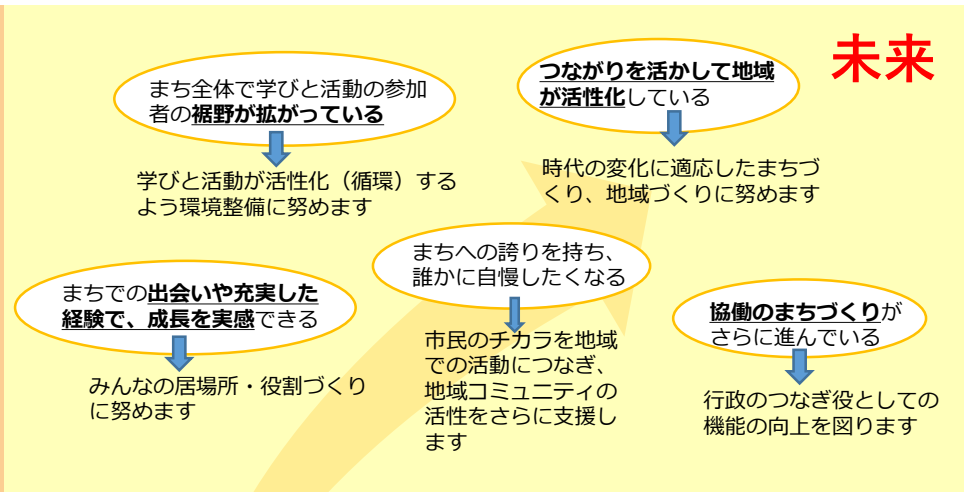 未来
まち全体で学びと活動の参加
者の裾野が拡がっている
学びと活動が活性化（循環）する
よう環境整備に努めます
つながりを活かして地域
が活性化している
時代の変化に適応したまちづ
くり、地域づくりに努めます
まちでの出会いや充実した
経験で、成長を実感できる
みんなの居場所・役割づくり
に努めます
まちへの誇りを持ち、
誰かに自慢したくなる
市民のチカラを地域
での活動につなぎ、
地域コミュニティの
活性をさらに支援し
ます
協働のまちづくりが
さらに進んでいる
行政のつなぎ役としての
機能の向上を図ります